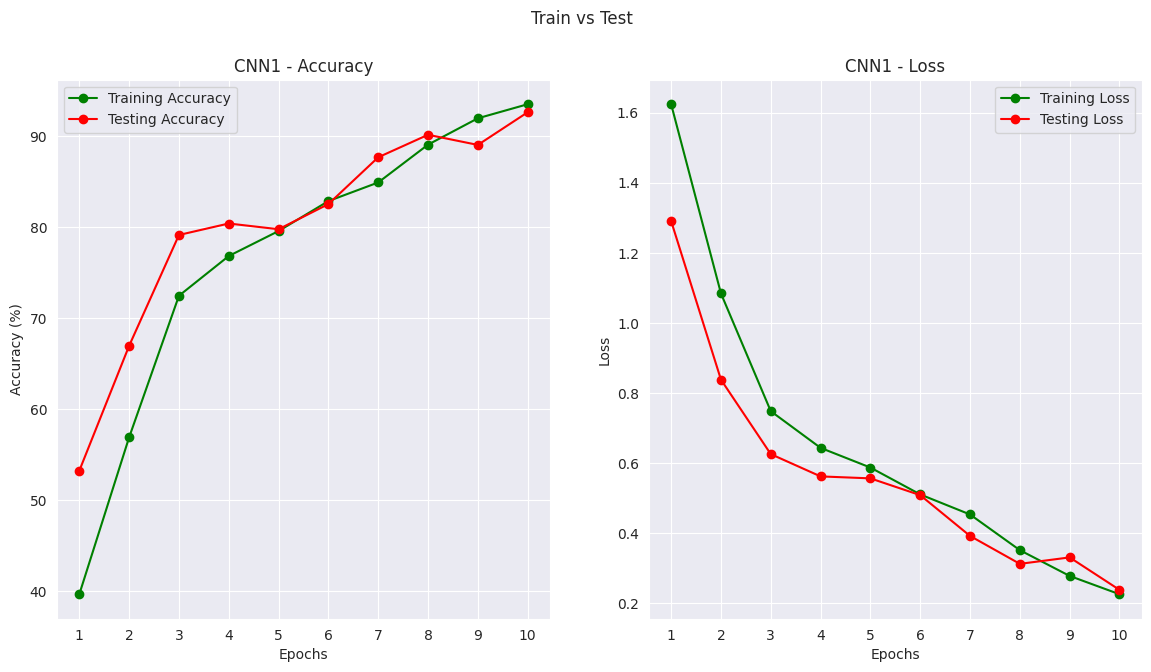 Train vs Test
CNN1 - Accuracy
Training Accuracy
Testing Accuracy
90
80
70
60
50
40
Accuracy (%)
1 2 3 4 5 6 7 8 9 10
Epochs
CNN1 - Loss
Training Loss
Testing Loss
1.6
1.4
1.2
1.0
0.8
0.6
0.4
0.2
Loss
1 2 3 4 5 6 7 8 9 10
Epochs